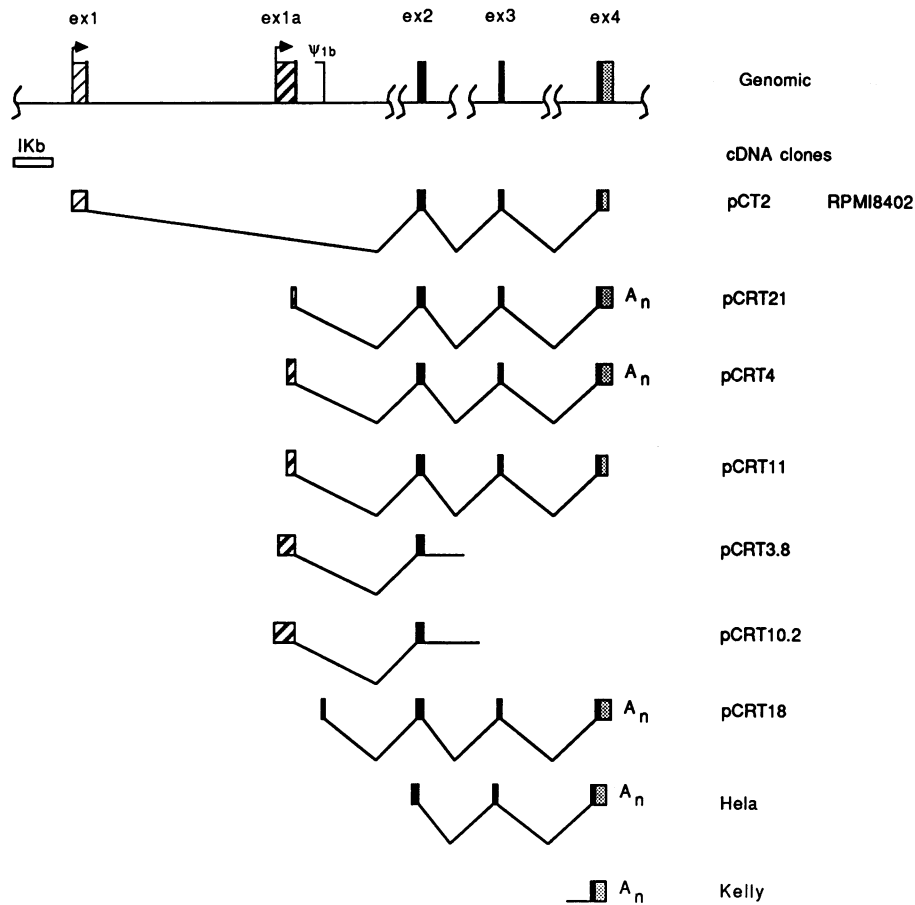 ex1 ex1a ex2 ex3 ex4
Ψ1b
Genomic
IKb
cDNA clones
pCT2 RPMI8402
An pCRT21
An pCRT4
pCRT11
pCRT3.8
pCRT10.2
An pCRT18
An Hela
An Kelly